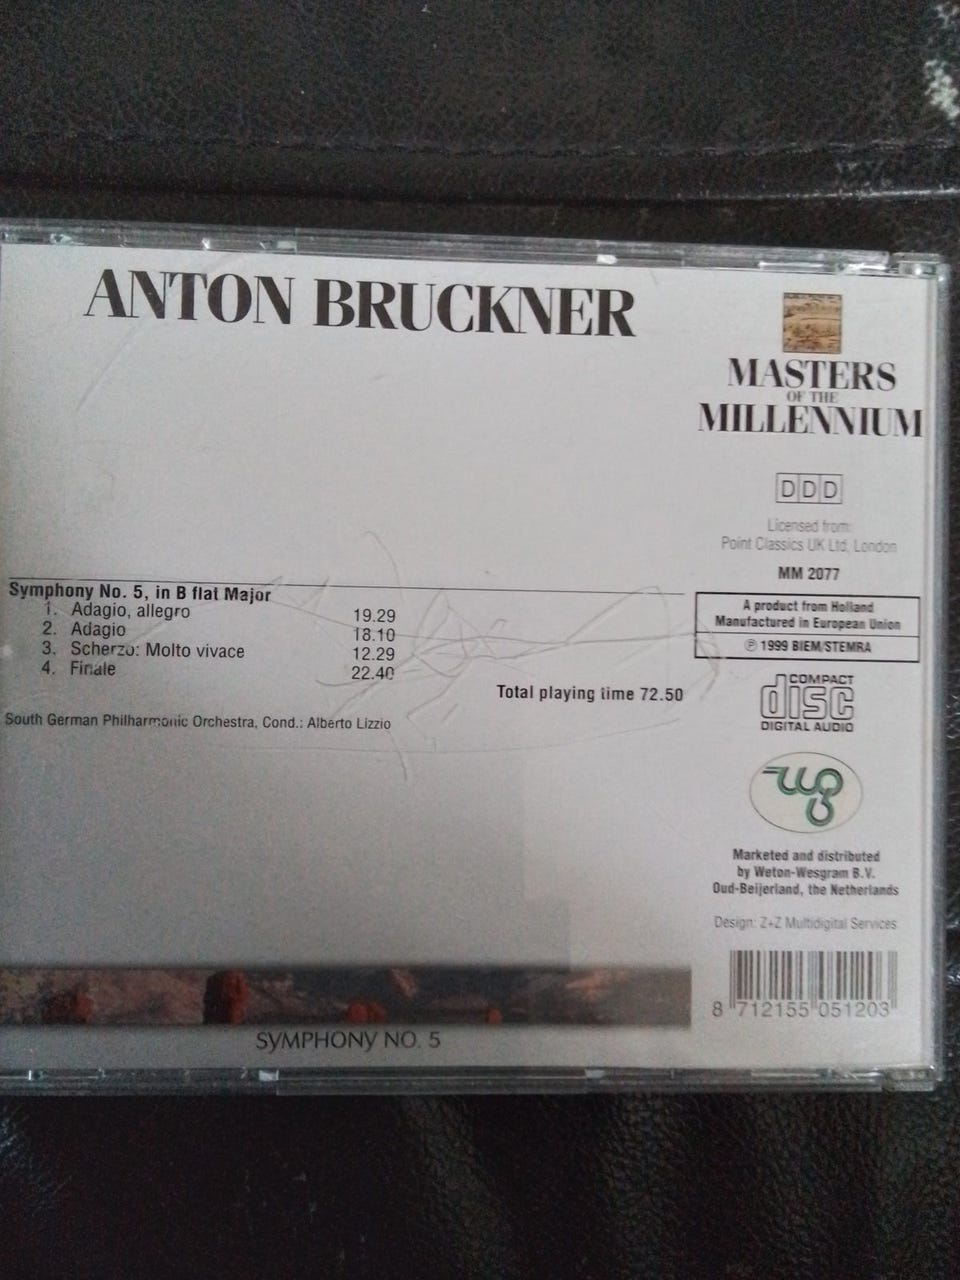 ANTON BRUCKNER
Symphony No. 5, in B flat Major
1. Adagio, allegro 19.29
2. Adagio 18.10
3. Scherzo: Molto vivace 12.29
4. Finale 22.40
Total playing time 72.50
South German Philharmonic Orchestra, Cond.: Alberto Lizzio
SYMPHONY NO. 5
MASTERS
OF THE
MILLENNIUM
DDD
Licensed from:
Point Classics UK Ltd, London
MM 2077
A product from Holland
Manufactured in European Union
℗ 1999 BIEM/STEMRA
COMPACT
disc
DIGITAL AUDIO
wg
Marketed and distributed
by Weton-Wesgram B.V.
Oud-Beijerland, the Netherlands
Design: Z+Z Multidigital Services
8 712155 051203